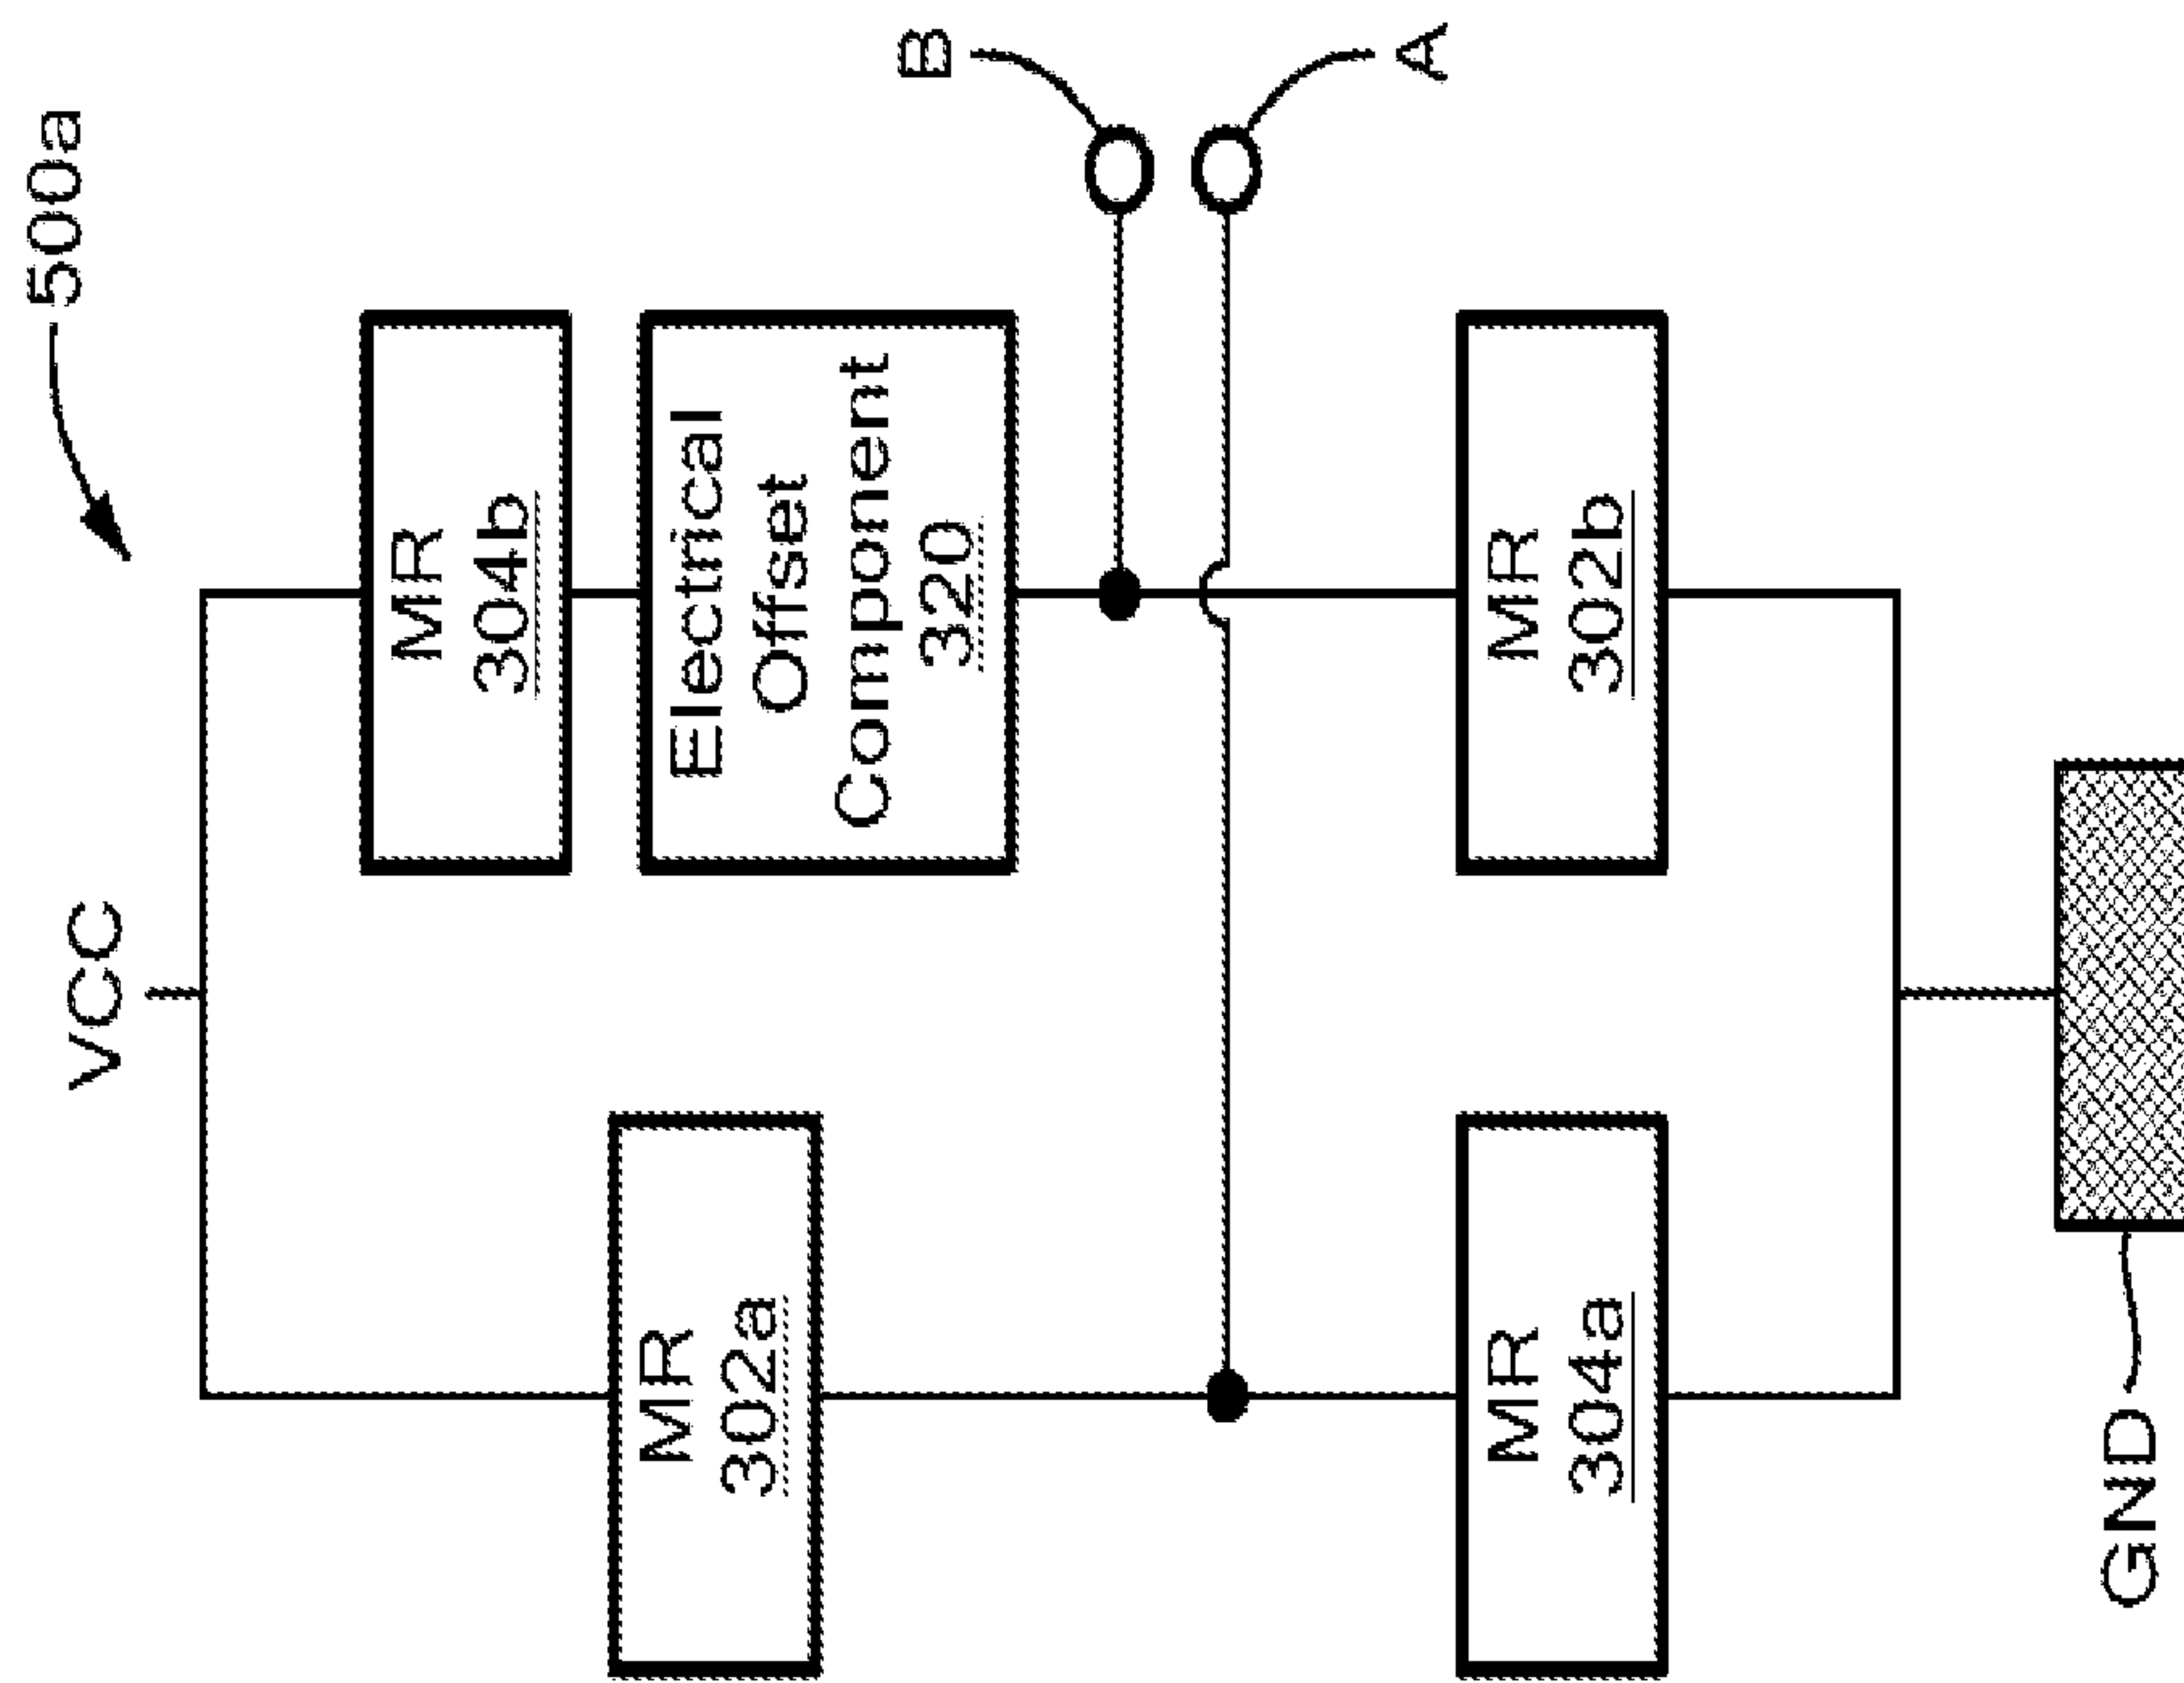 500a
VCC
MR
304b
Electrical
Offset
Component
320
MR
302a
B
A
MR
304a
MR
302b
GND